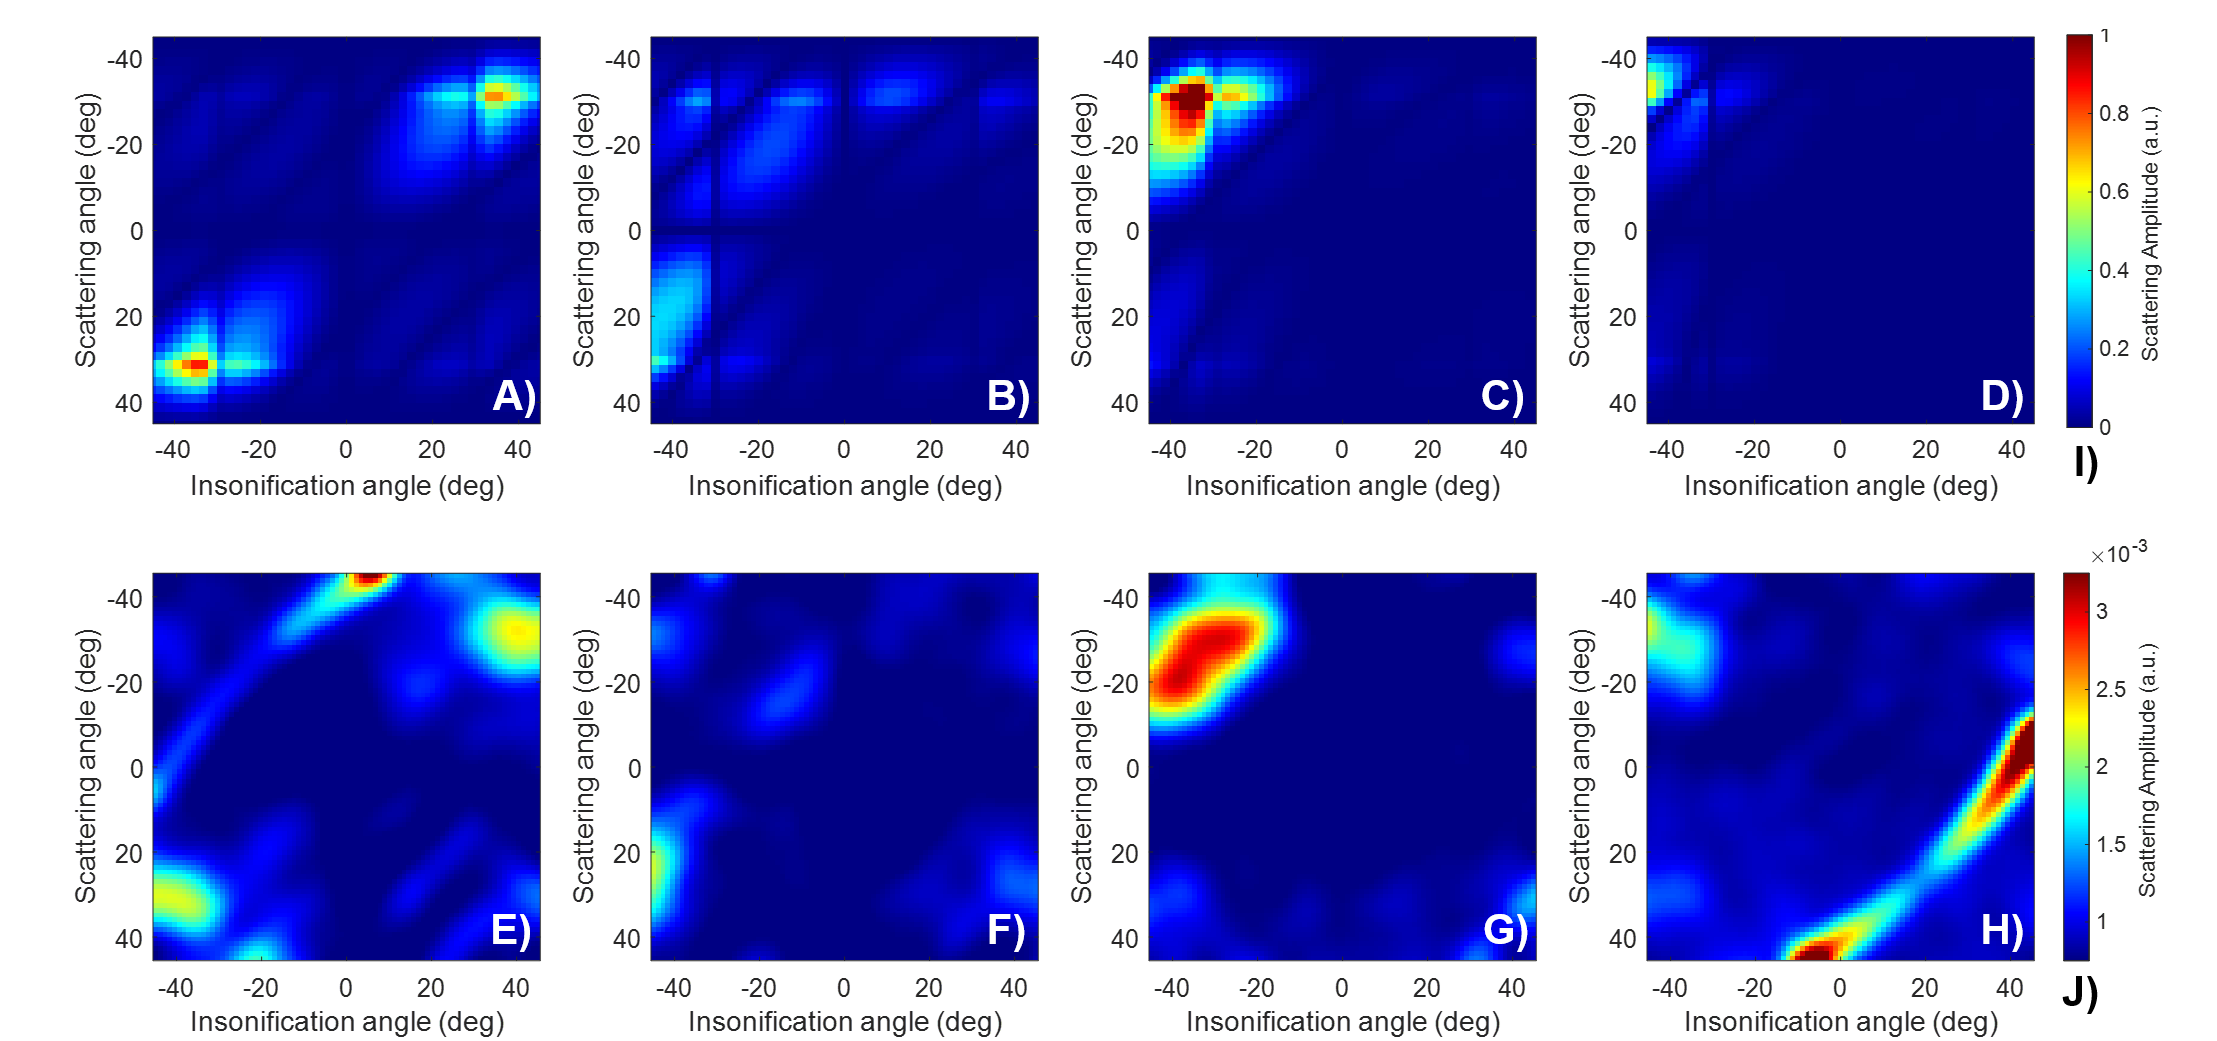 Scattering angle (deg)
-40
-20
0
20
40
A)
-40 -20 0 20 40
Insonification angle (deg)
Scattering angle (deg)
-40
-20
0
20
40
B)
-40 -20 0 20 40
Insonification angle (deg)
Scattering angle (deg)
-40
-20
0
20
40
C)
-40 -20 0 20 40
Insonification angle (deg)
Scattering angle (deg)
-40
-20
0
20
40
D)
-40 -20 0 20 40
Insonification angle (deg)
1
0.8
0.6
0.4
0.2
0
Scattering Amplitude (a.u.)
I)
Scattering angle (deg)
-40
-20
0
20
40
E)
-40 -20 0 20 40
Insonification angle (deg)
Scattering angle (deg)
-40
-20
0
20
40
F)
-40 -20 0 20 40
Insonification angle (deg)
Scattering angle (deg)
-40
-20
0
20
40
G)
-40 -20 0 20 40
Insonification angle (deg)
Scattering angle (deg)
-40
-20
0
20
40
H)
-40 -20 0 20 40
Insonification angle (deg)
×10⁻³
3
2.5
2
1.5
1
Scattering Amplitude (a.u.)
J)